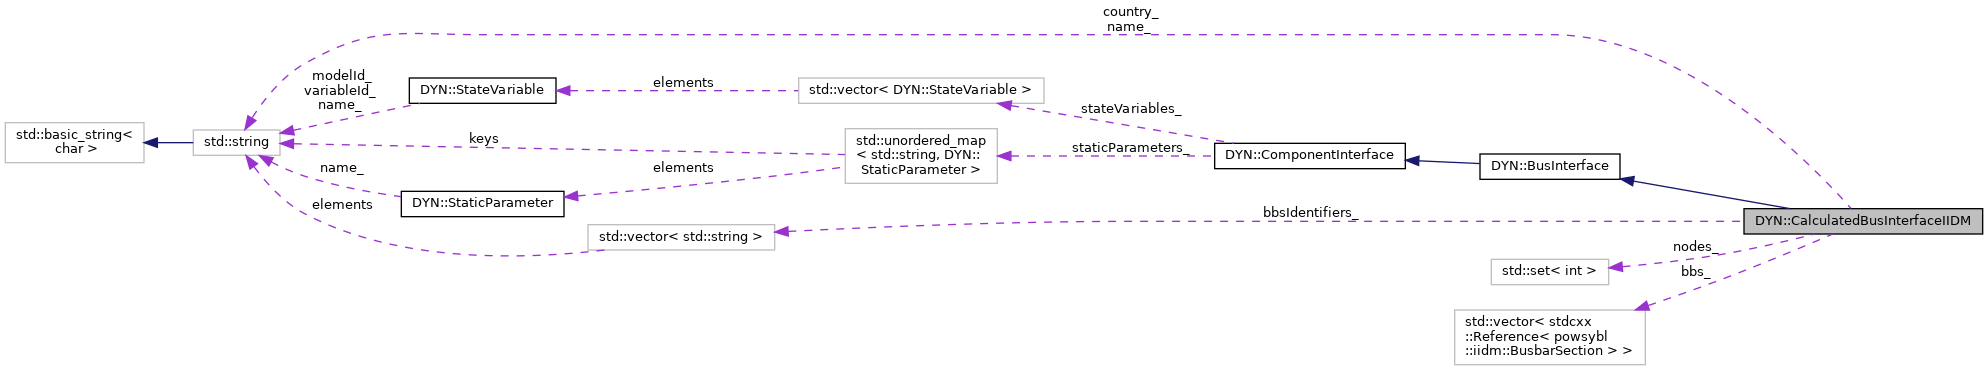 country_
name_
modelId_
variableId_
name_
DYN::StateVariable
elements
std::vector< DYN::StateVariable >
stateVariables_
std::basic_string<
char >
std::string
keys
std::unordered_map
< std::string, DYN::
StaticParameter >
staticParameters_
DYN::ComponentInterface
DYN::BusInterface
name_
elements
DYN::StaticParameter
elements
std::vector< std::string >
bbsIdentifiers_
DYN::CalculatedBusInterfaceIIDM
nodes_
std::set< int >
bbs_
std::vector< stdcxx
::Reference< powsybl
::iidm::BusbarSection > >